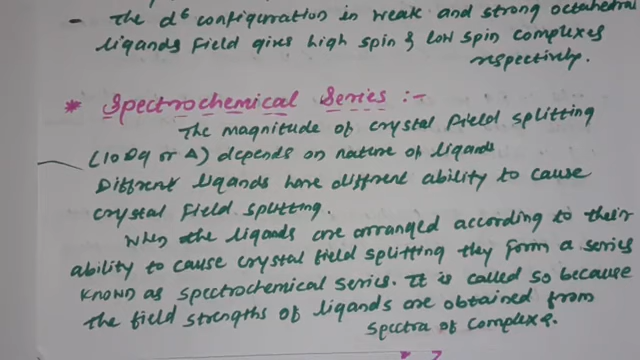 - The d⁶ configuration in weak and strong octahedral
ligands field gives high spin & low spin complexes
respectively.
* Spectrochemical Series :-
The magnitude of crystal field splitting
(10 Dq or Δ) depends on nature of ligands
Diffrent ligands have diffrent ability to cause
crystal field splitting.
When the ligands are arranged according to their
ability to cause crystal field splitting they form a series
known as spectrochemical series. It is called so because
the field strengths of ligands are obtained from
spectra of complexes.